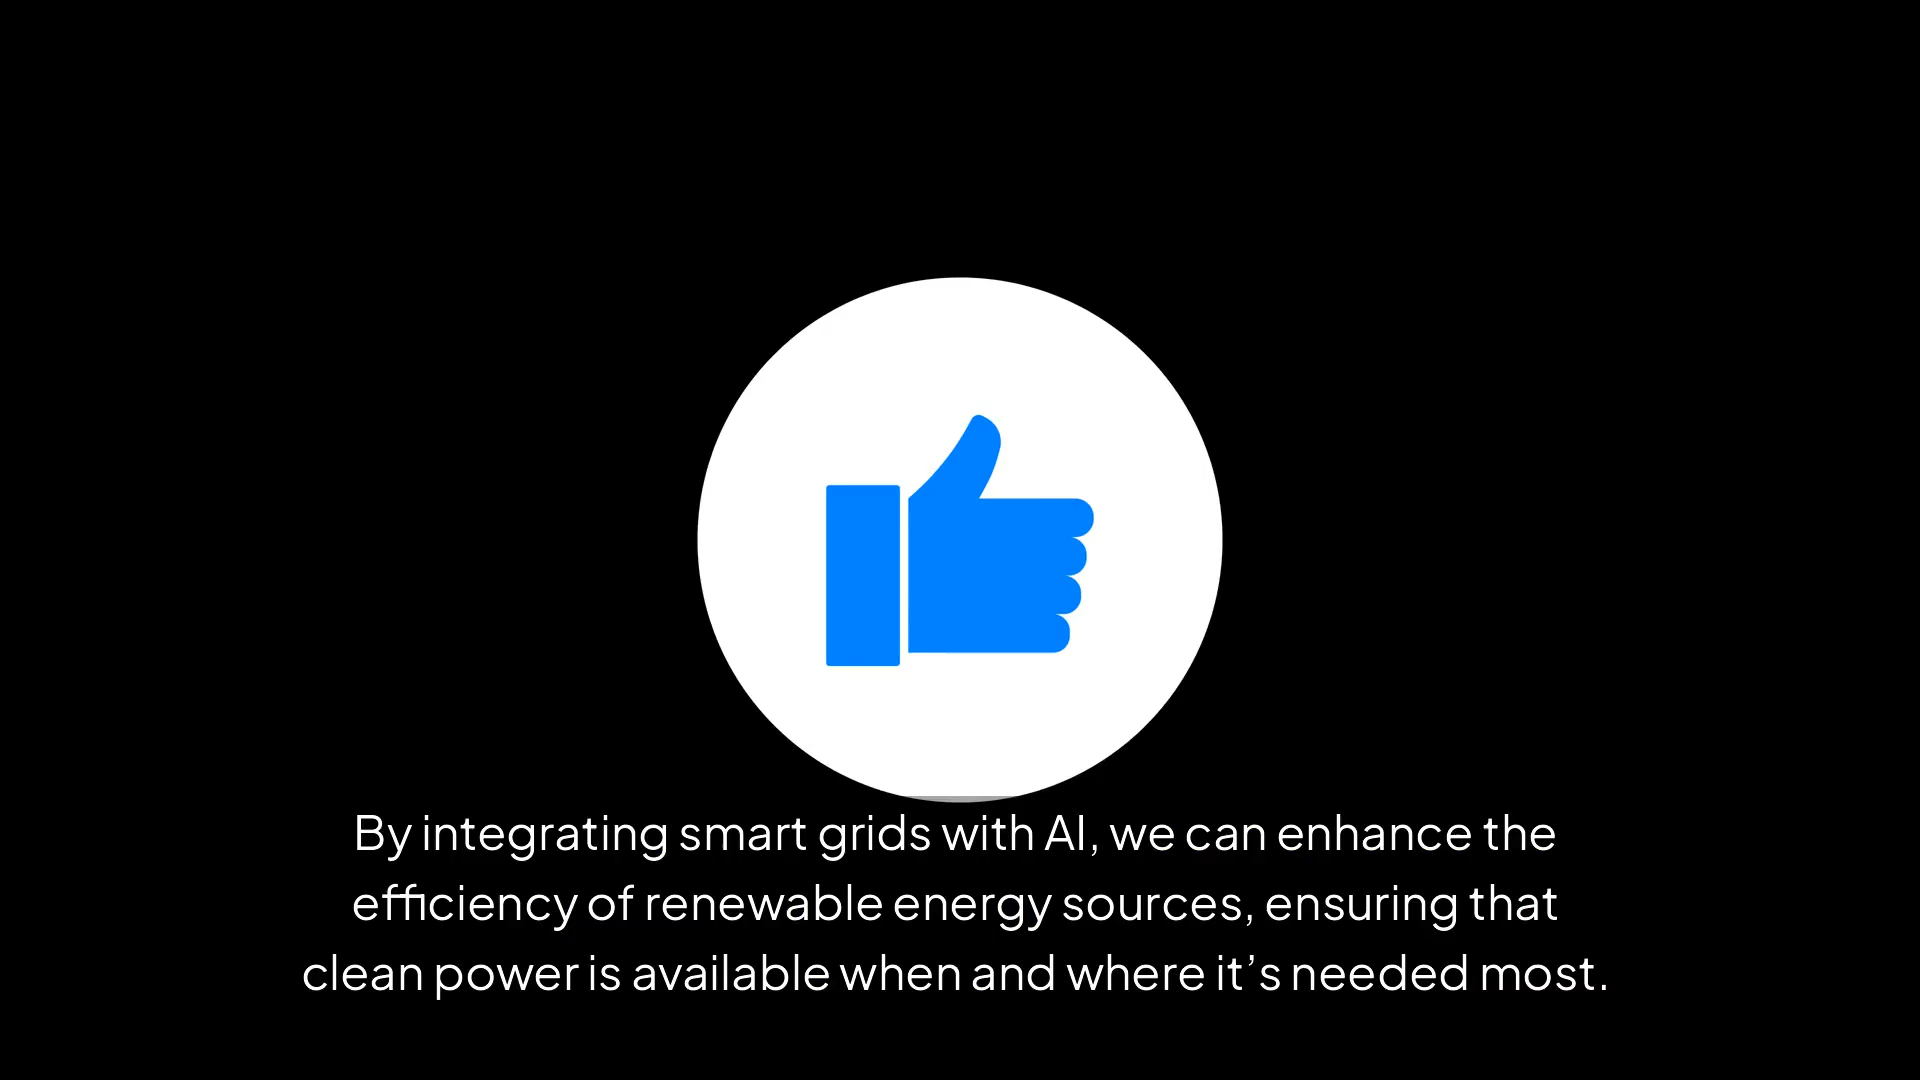 By integrating smart grids with AI, we can enhance the
efficiency of renewable energy sources, ensuring that
clean power is available when and where it’s needed most.